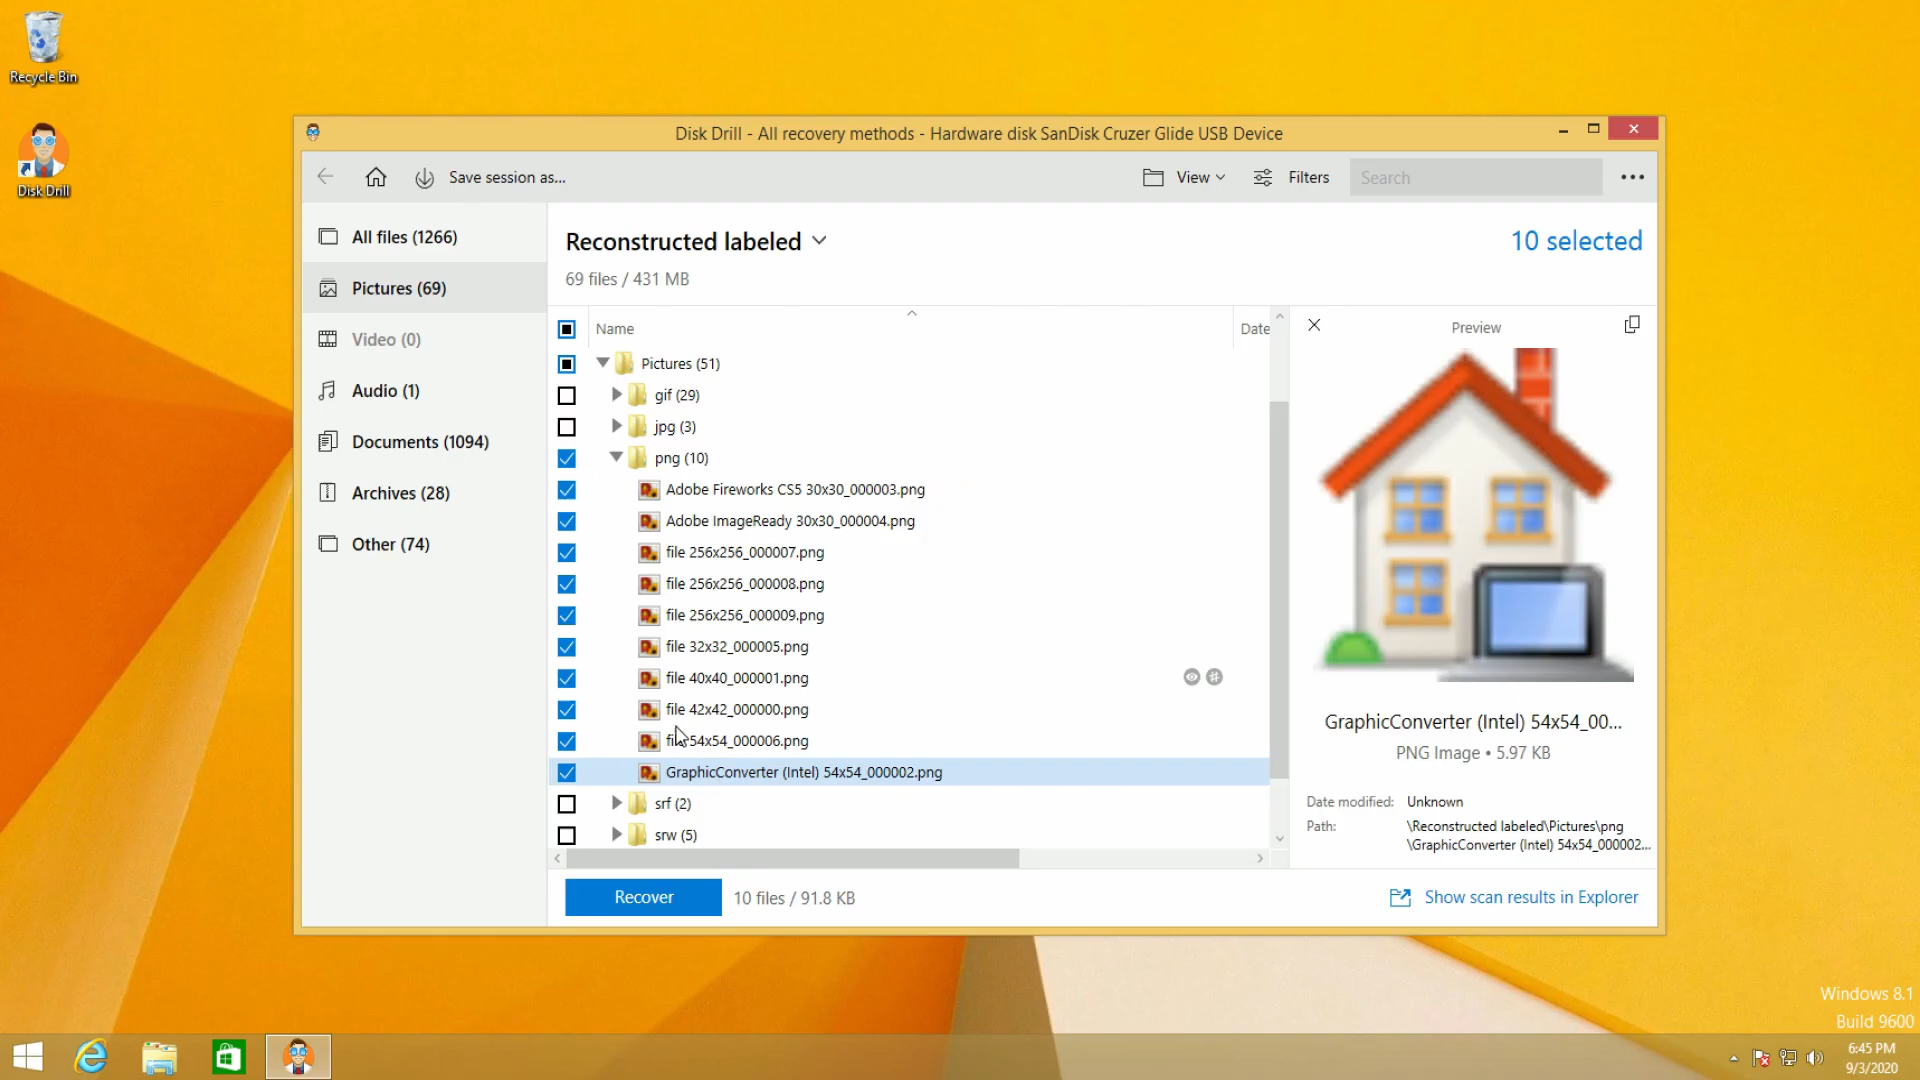 Recycle Bin
Disk Drill
Disk Drill - All recovery methods - Hardware disk SanDisk Cruzer Glide USB Device
Save session as...
View
Filters
Search
All files (1266)
Pictures (69)
Video (0)
Audio (1)
Documents (1094)
Archives (28)
Other (74)
Reconstructed labeled
10 selected
69 files / 431 MB
Name
Date
Preview
Pictures (51)
gif (29)
jpg (3)
png (10)
Adobe Fireworks CS5 30x30_000003.png
Adobe ImageReady 30x30_000004.png
file 256x256_000007.png
file 256x256_000008.png
file 256x256_000009.png
file 32x32_000005.png
file 40x40_000001.png
file 42x42_000000.png
file 54x54_000006.png
GraphicConverter (Intel) 54x54_000002.png
srf (2)
srw (5)
GraphicConverter (Intel) 54x54_00...
PNG Image • 5.97 KB
Date modified: Unknown
Path: \Reconstructed labeled\Pictures\png
\GraphicConverter (Intel) 54x54_000002...
Recover
10 files / 91.8 KB
Show scan results in Explorer
Windows 8.1
Build 9600
6:45 PM
9/3/2020